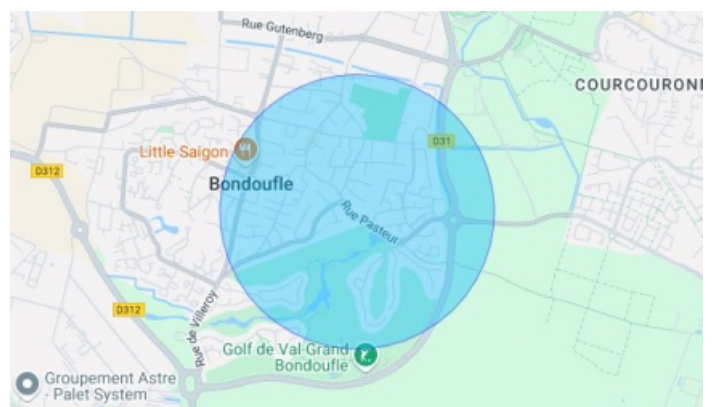 Rue Gutenberg
COURCOURON
D31
Little Saigon
D312
Bondoufle
Rue Pasteur
D312
Rue de Villeroy
Golf de Val-Grand
Bondoufle
Groupement Astre
- Palet System